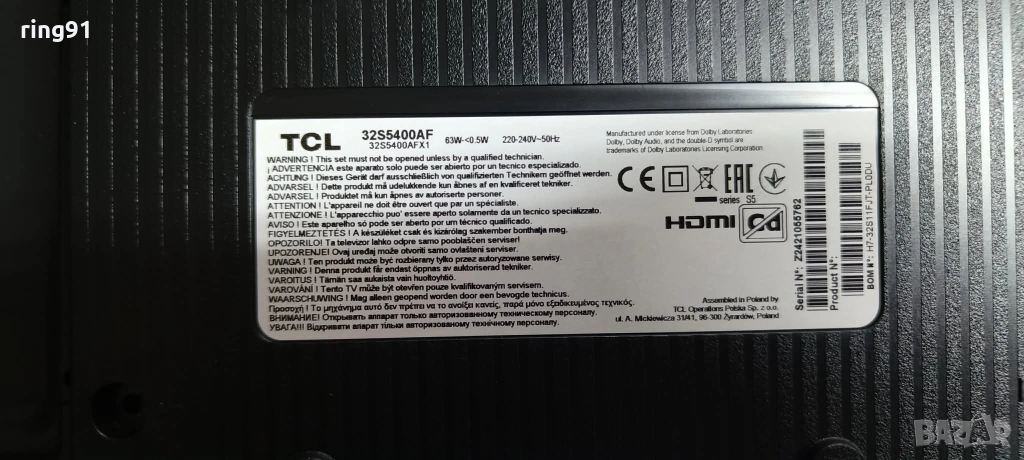 ring91
TCL 32S5400AF 63W-<0.5W 220-240V~50Hz
32S5400AFX1
WARNING ! This set must not be opened unless by a qualified technician.
¡ ADVERTENCIA este aparato solo puede ser abierto por un tecnico especializado.
ACHTUNG ! Dieses Gerät darf ausschließlich von qualifizierten Technikern geöffnet werden.
ADVARSEL ! Dette produkt må udelukkende kun åbnes af en kvalificeret tekniker.
ADVARSEL ! Produktet må kun åpnes av autoriserte personer.
ATTENTION ! L'appareil ne doit être ouvert que par un spécialiste.
ATTENZIONE ! L'apparecchio puo' essere aperto solamente da un tecnico specializzato.
AVISO ! Este aparelho só pode ser aberto por um técnico qualificado.
FIGYELMEZTETÉS ! A készüléket csak és kizárólag szakember bonthatja meg.
OPOZORILO! Ta televizor lahko odpre samo pooblaščen serviser!
UPOZORENJE! Ovaj uređaj može otvoriti samo ovlašteni serviser.
UWAGA ! Ten produkt może być rozbierany tylko przez autoryzowane serwisy.
VARNING ! Denna produkt får endast öppnas av auktoriserad tekniker.
VAROITUS ! Tämän saa aukaista vain huoltoyhtiö.
VAROVÁNÍ ! Tento TV může být otevřen pouze kvalifikovaným servisem.
WAARSCHUWING ! Mag alleen geopend worden door een bevoegde technicus.
Προσοχή ! Το μηχάνημα αυτό δεν πρέπει να το ανοίξει κανείς, παρά μόνο εξειδικευμένος τεχνικός.
ВНИМАНИЕ! Открывать аппарат только авторизованному техническому персоналу.
УВАГА!!! Відкривати апарат тільки авторизованному технічному персоналу.
Manufactured under license from Dolby Laboratories.
Dolby, Dolby Audio, and the double-D symbol are
trademarks of Dolby Laboratories Licensing Corporation.
CE EAC
series S5
HDMI
Assembled in Poland by
TCL Operations Polska Sp. z o.o.
ul. A. Mickiewicza 31/41, 96-300 Żyrardów, Poland
Serial N°: Z2421055762
Product N°:
BOM N°: H7-32S11FJT-PL0DU
BAZAR